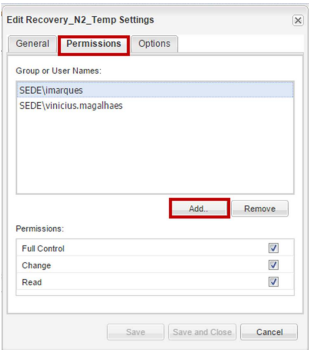 Edit Recovery_N2_Temp Settings
General Permissions Options
Group or User Names:
SEDE\imarques
SEDE\vinicius.magalhaes
Add.. Remove
Permissions:
Full Control
Change
Read
Save Save and Close Cancel